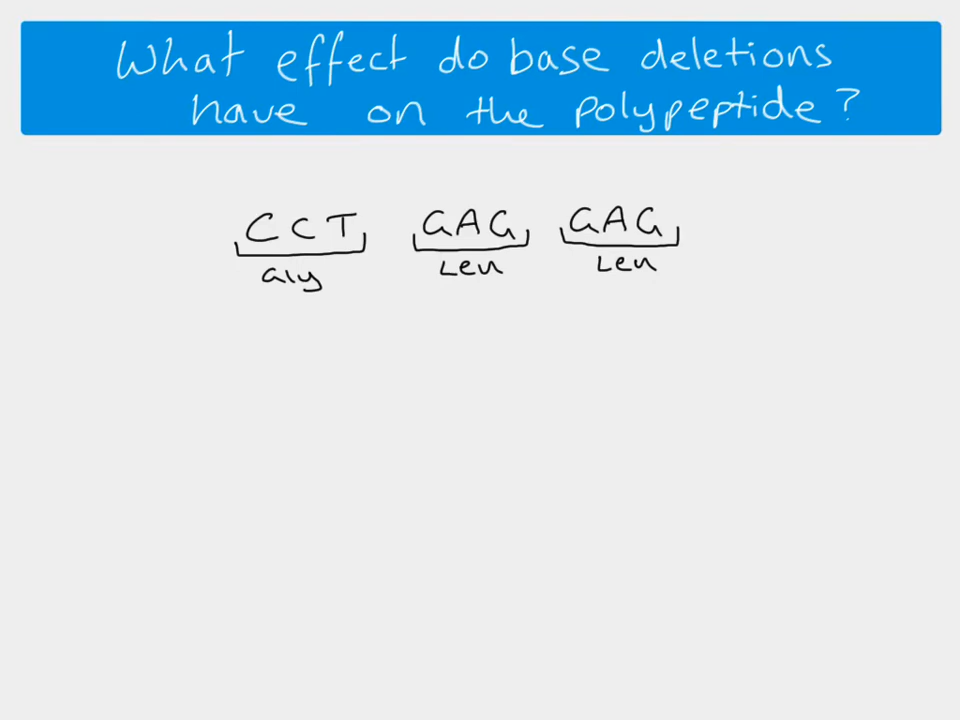 What effect do base deletions
have on the polypeptide?
CCT GAG GAG
Gly Leu Leu